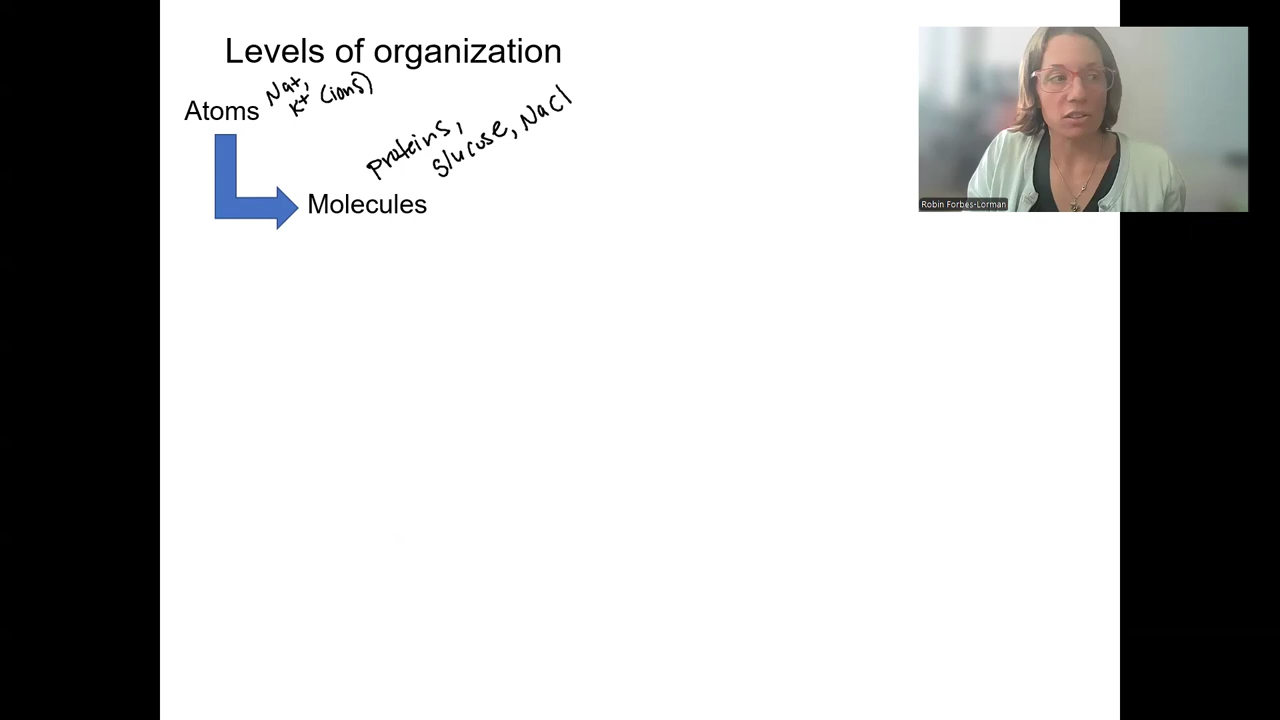 Levels of organization
Atoms
Na+,
K+ (ions)
proteins,
glucose, NaCl
Molecules
Robin Forbes-Lorman